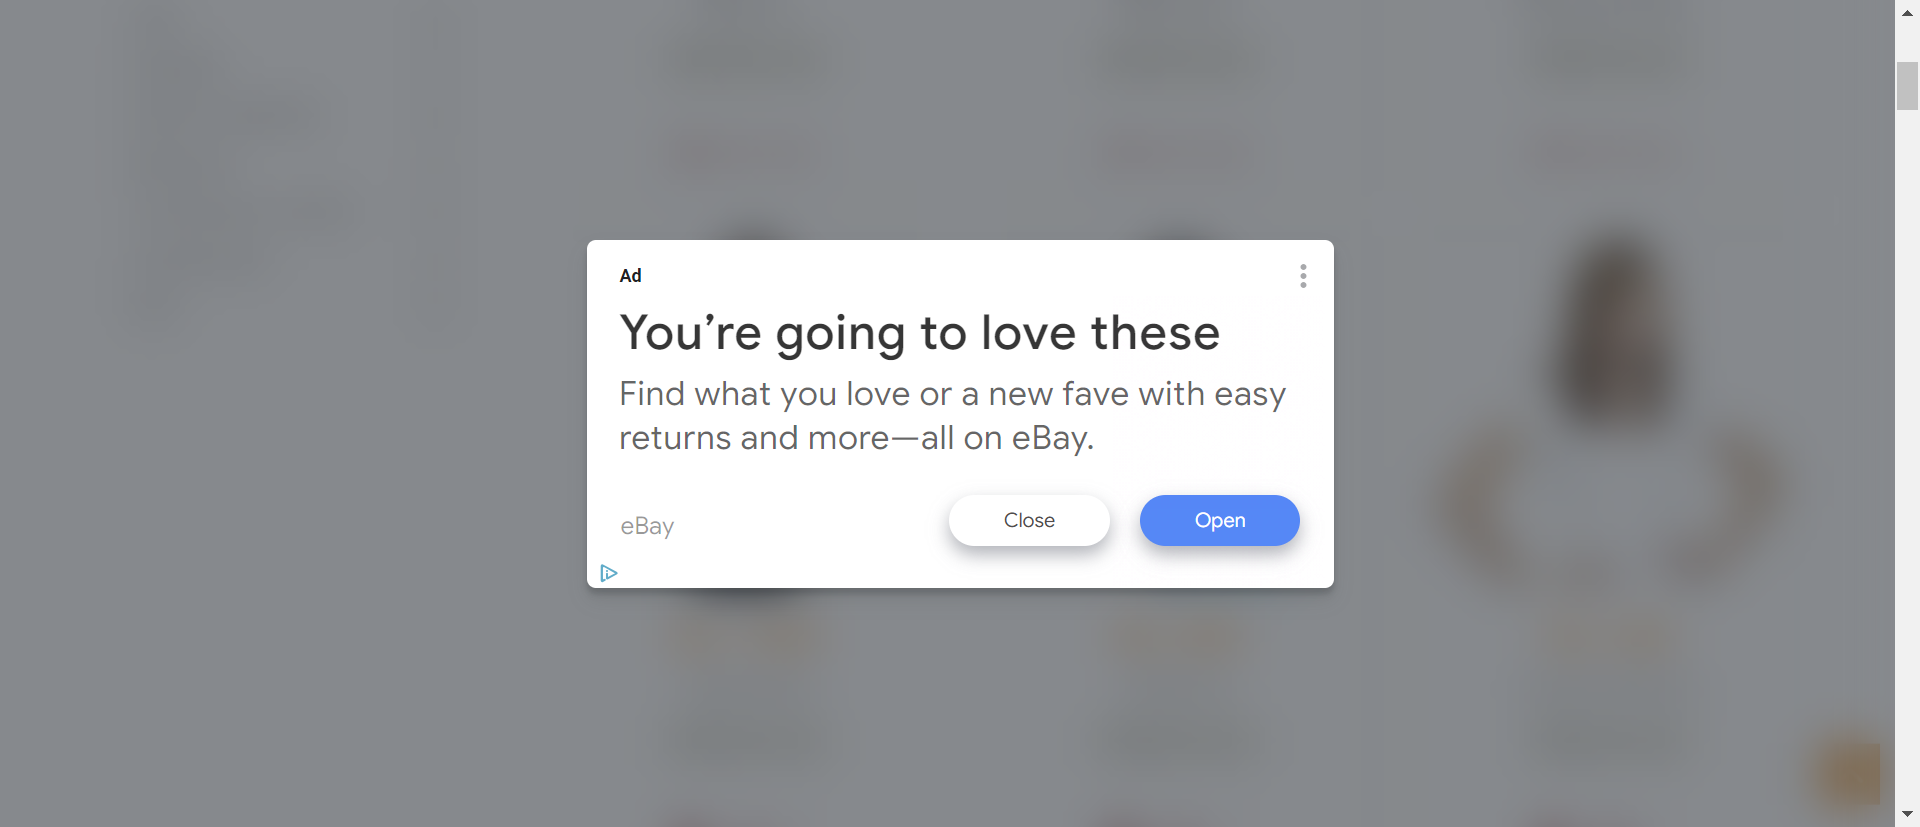 Ad
You’re going to love these
Find what you love or a new fave with easy
returns and more—all on eBay.
eBay
Close
Open